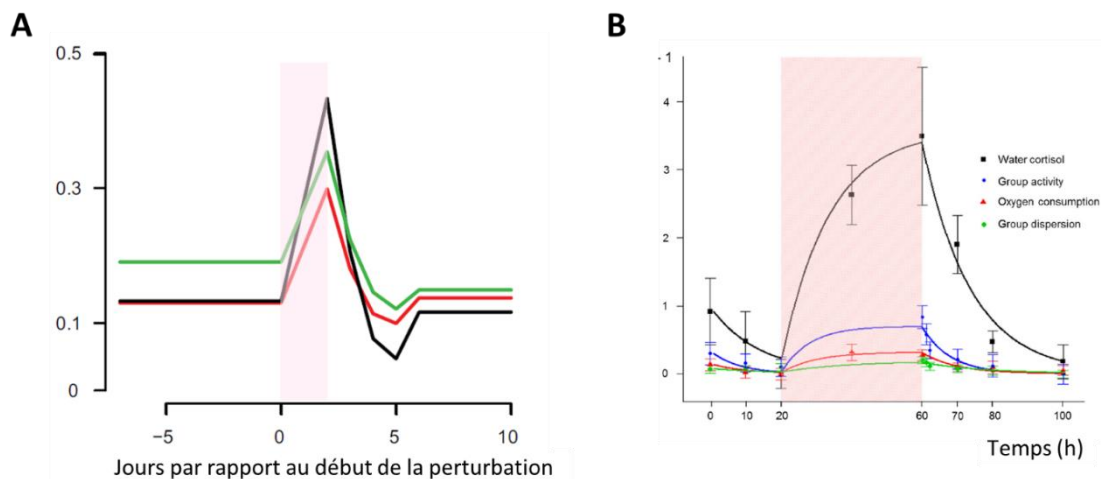 A
0.5
0.3
0.1
0
−5
0
5
10
Jours par rapport au début de la perturbation
B
- 1
4
3
2
1
0
Water cortisol
Group activity
Oxygen consumption
Group dispersion
0 10 20 60 70 80 100
Temps (h)